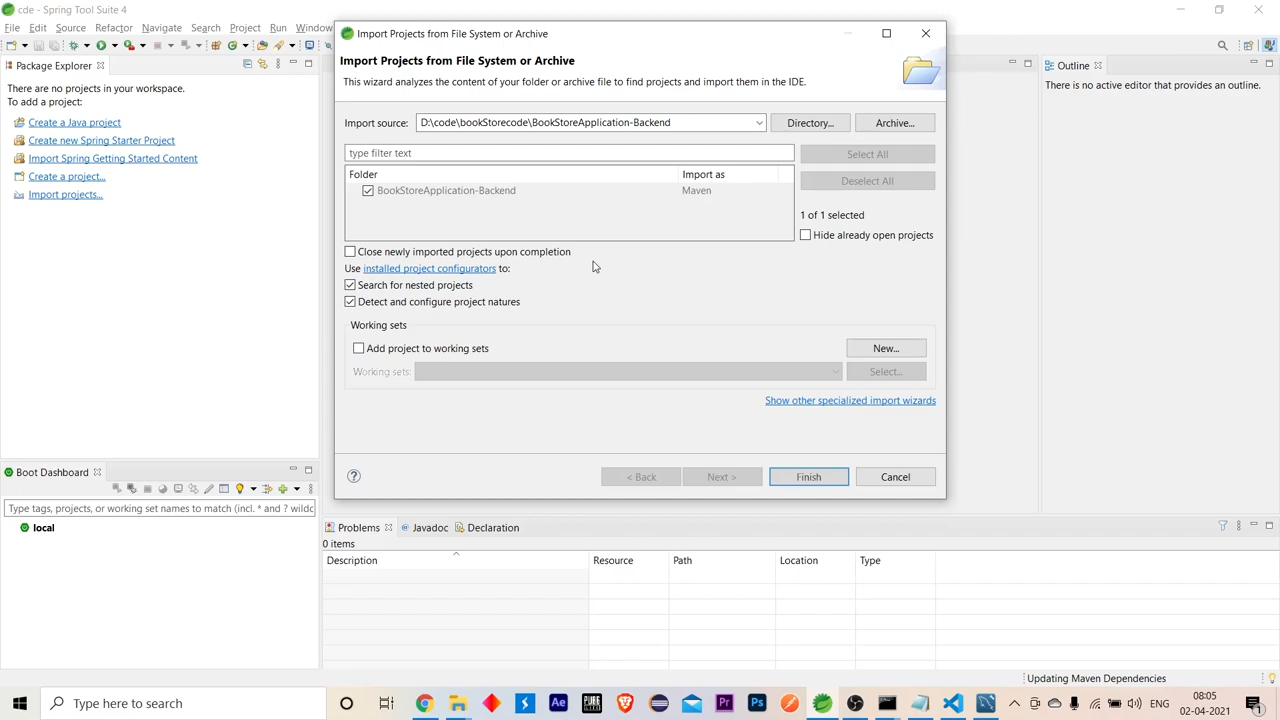 cde - Spring Tool Suite 4
File Edit Source Refactor Navigate Search Project Run Window
Package Explorer
There are no projects in your workspace.
To add a project:
Create a Java project
Create new Spring Starter Project
Import Spring Getting Started Content
Create a project...
Import projects...
Import Projects from File System or Archive
Import Projects from File System or Archive
This wizard analyzes the content of your folder or archive file to find projects and import them in the IDE.
Import source: D:\code\bookStorecode\BookStoreApplication-Backend Directory... Archive...
type filter text Select All
Folder Import as
Deselect All
BookStoreApplication-Backend Maven
1 of 1 selected
Hide already open projects
Close newly imported projects upon completion
Use installed project configurators to:
Search for nested projects
Detect and configure project natures
Working sets
Add project to working sets New...
Working sets: Select...
Show other specialized import wizards
< Back Next > Finish Cancel
Outline
There is no active editor that provides an outline.
Boot Dashboard
Type tags, projects, or working set names to match (incl. * and ? wildc
local
Problems Javadoc Declaration
0 items
Description Resource Path Location Type
Updating Maven Dependencies
Type here to search
ENG
08:05
02-04-2021